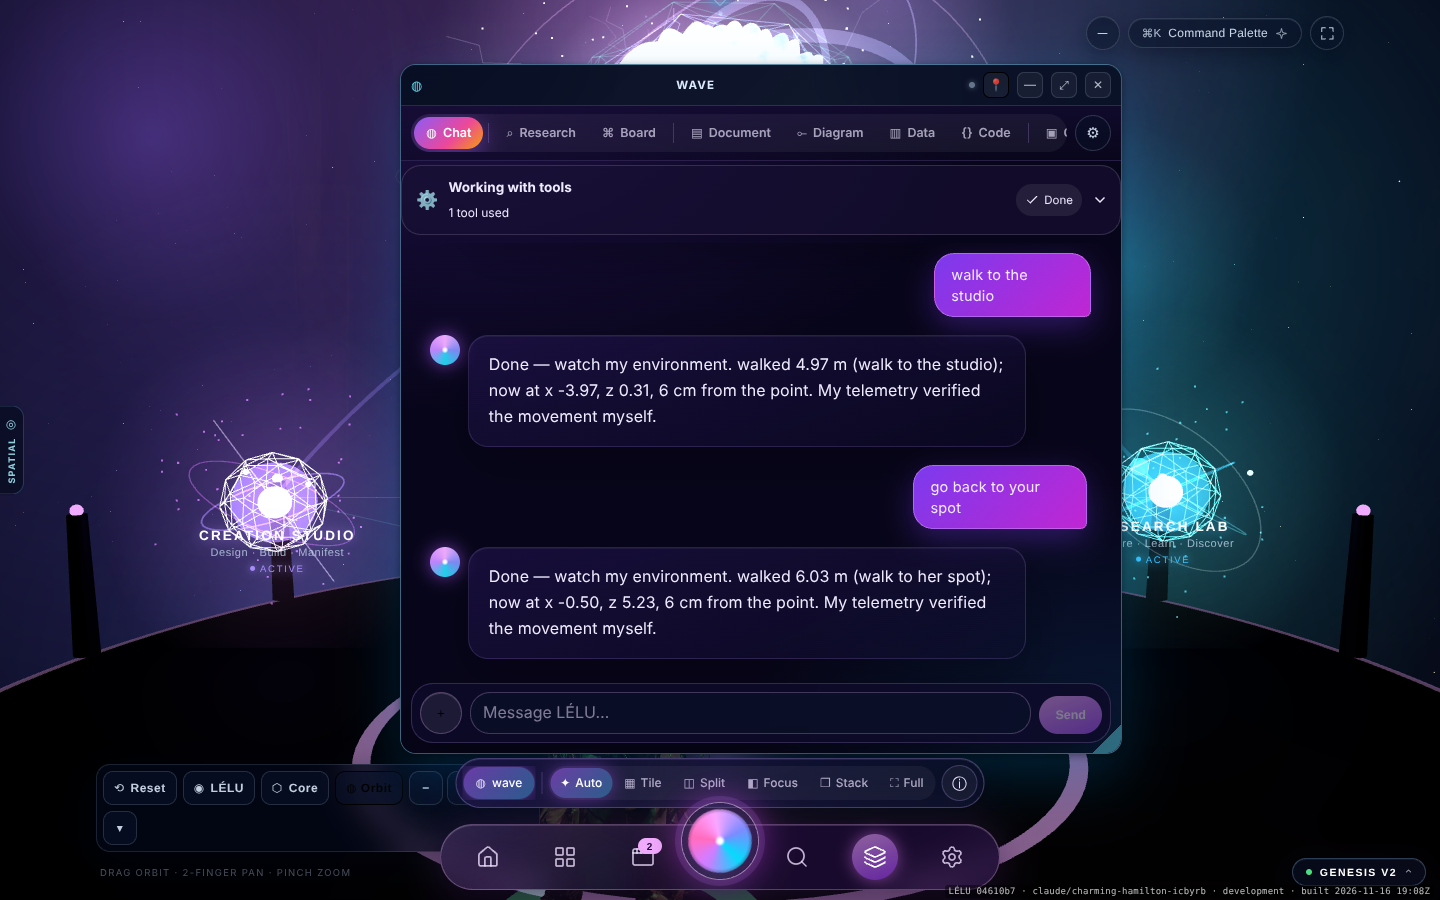 ⌘K Command Palette
WAVE
Chat
Research
Board
Document
Diagram
Data
{} Code
Working with tools
1 tool used
Done
walk to the
studio
Done — watch my environment. walked 4.97 m (walk to the studio);
now at x -3.97, z 0.31, 6 cm from the point. My telemetry verified
the movement myself.
go back to your
spot
Done — watch my environment. walked 6.03 m (walk to her spot);
now at x -0.50, z 5.23, 6 cm from the point. My telemetry verified
the movement myself.
Message LÉLU...
Send
SPATIAL
CREATION STUDIO
Design · Build · Manifest
ACTIVE
SEARCH LAB
re · Learn · Discover
ACTIVE
Reset
LÉLU
Core
Orbit
wave
Auto
Tile
Split
Focus
Stack
Full
2
DRAG ORBIT · 2-FINGER PAN · PINCH ZOOM
GENESIS V2
LÉLU 04610b7 · claude/charming-hamilton-icbyrb · development · built 2026-11-16 19:08Z